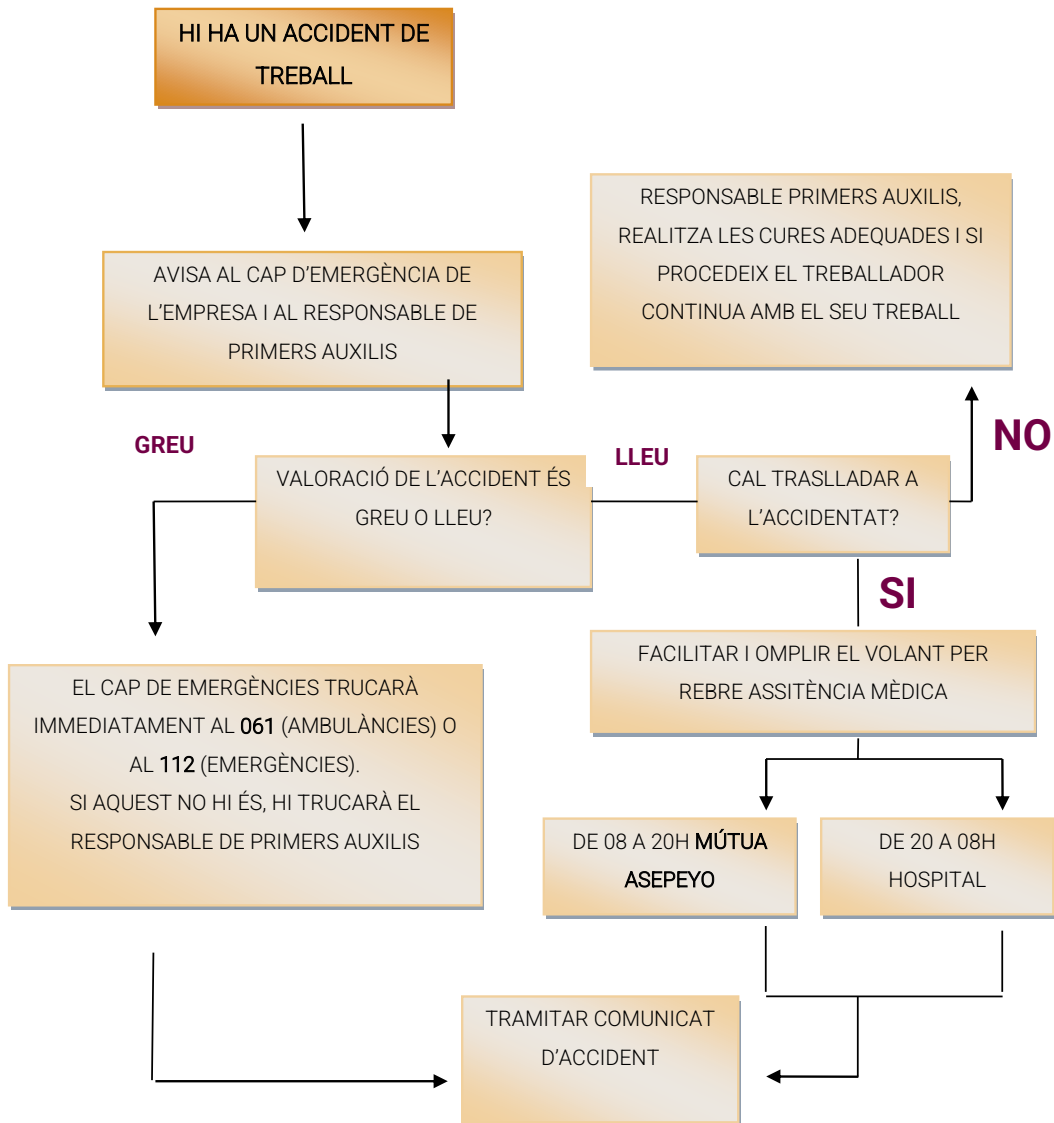 HI HA UN ACCIDENT DE
TREBALL
RESPONSABLE PRIMERS AUXILIS,
REALITZA LES CURES ADEQUADES I SI
PROCEDEIX EL TREBALLADOR
CONTINUA AMB EL SEU TREBALL
AVISA AL CAP D'EMERGÈNCIA DE
L'EMPRESA I AL RESPONSABLE DE
PRIMERS AUXILIS
GREU
LLEU
NO
VALORACIÓ DE L'ACCIDENT ÉS
GREU O LLEU?
CAL TRASLLADAR A
L'ACCIDENTAT?
SI
EL CAP DE EMERGÈNCIES TRUCARÀ
IMMEDIATAMENT AL 061 (AMBULÀNCIES) O
AL 112 (EMERGÈNCIES).
SI AQUEST NO HI ÉS, HI TRUCARÀ EL
RESPONSABLE DE PRIMERS AUXILIS
FACILITAR I OMPLIR EL VOLANT PER
REBRE ASSITÈNCIA MÈDICA
DE 08 A 20H MÚTUA
ASEPEYO
DE 20 A 08H
HOSPITAL
TRAMITAR COMUNICAT
D'ACCIDENT